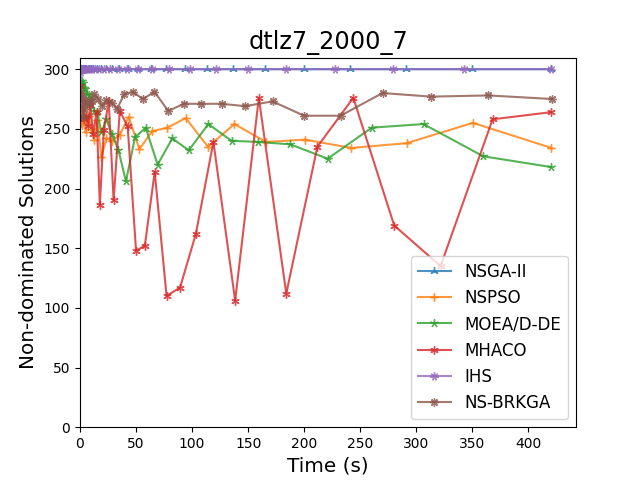 dtlz7_2000_7
Non-dominated Solutions
300
250
200
150
100
50
0
0 50 100 150 200 250 300 350 400
Time (s)
NSGA-II
NSPSO
MOEA/D-DE
MHACO
IHS
NS-BRKGA